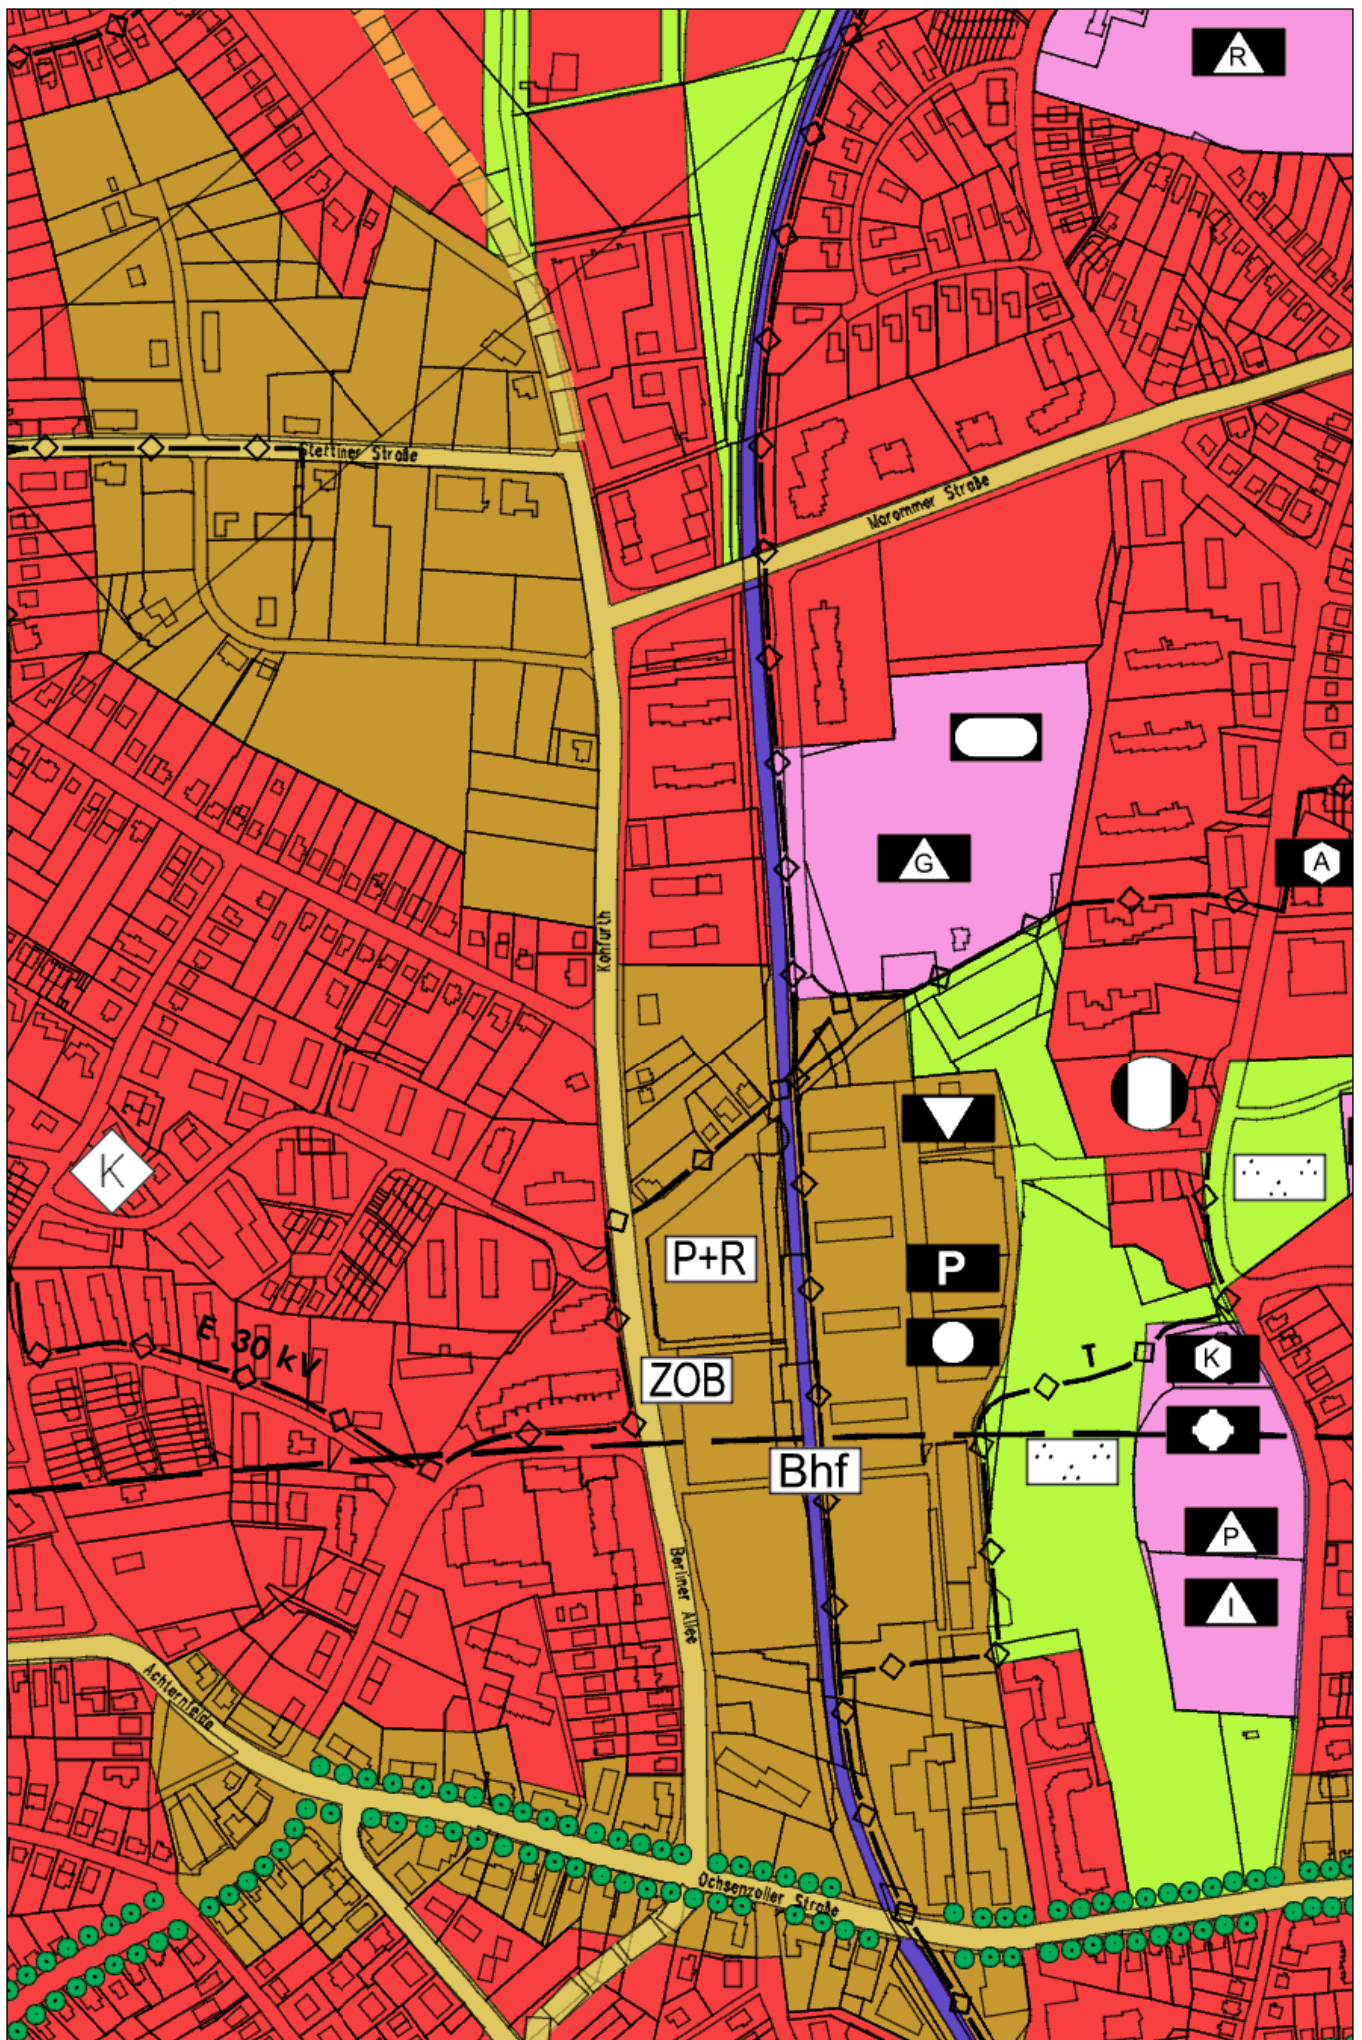 R
Stettiner Straße
Marommer Straße
G
A
Kohfurth
K
P+R
P
E 30 kV
ZOB
T
K
Bhf
P
I
Berliner Allee
Achternfelde
Ochsenzoller Straße